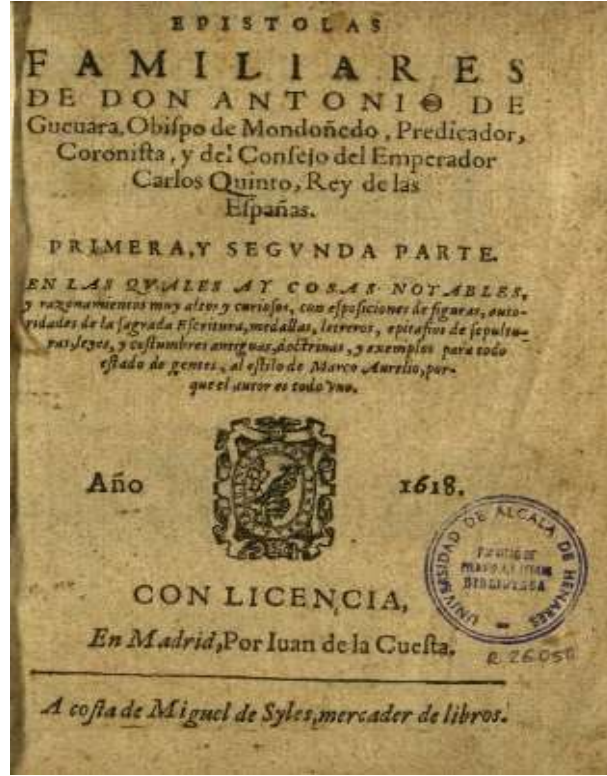 EPISTOLAS
FAMILIARES
DE DON ANTONIO DE
Gueuara, Obiſpo de Mondoñedo, Predicador,
Coroniſta, y del Conſejo del Emperador
Carlos Quinto, Rey de las
Eſpañas.
PRIMERA, Y SEGVNDA PARTE.
EN LAS QVALES AY COSAS NOTABLES,
y razonamientos muy altos y curioſos, con eſpoſiciones de figuras, auto-
ridades de la ſagrada Eſcritura, medallas, letreros, epitafios de ſepultu-
ras, leyes, y coſtumbres antiguas, doctrinas, y exemplos para todo
eſtado de gentes, al eſtilo de Marco Aurelio, por-
que el autor es todo vno.
Año 1618.
UNIVERSIDAD DE ALCALA DE HENARES
CON LICENCIA,
En Madrid, Por Iuan de la Cueſta.
R 26050
A coſta de Miguel de Syles, mercader de libros.